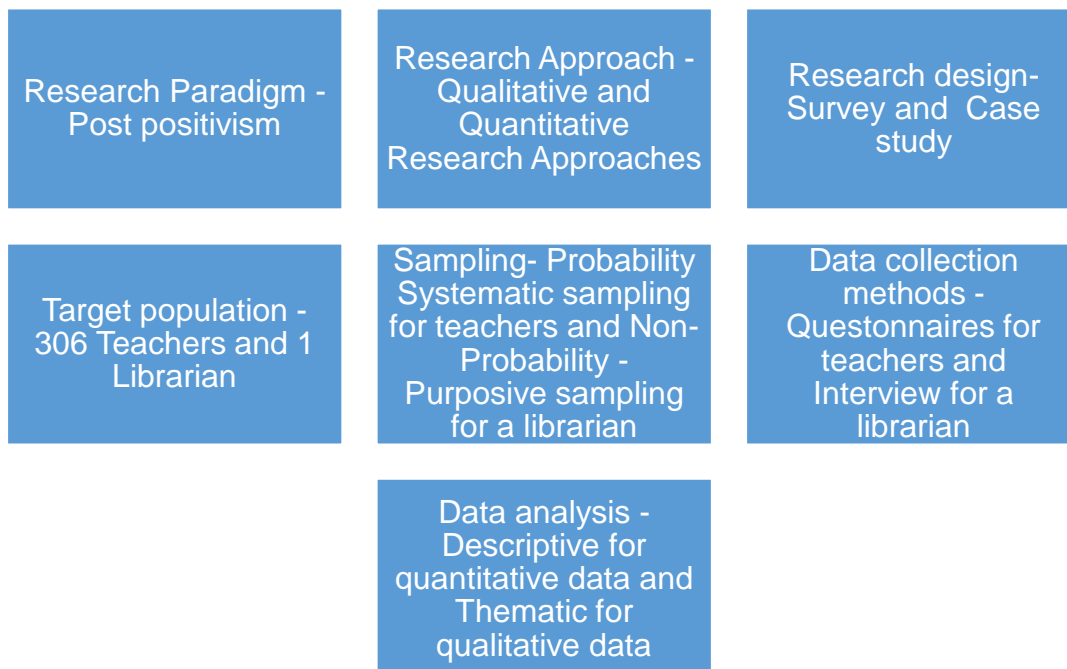 Research Paradigm -
Post positivism
Research Approach -
Qualitative and
Quantitative
Research Approaches
Research design-
Survey and Case
study
Target population -
306 Teachers and 1
Librarian
Sampling- Probability
Systematic sampling
for teachers and Non-
Probability -
Purposive sampling
for a librarian
Data collection
methods -
Questonnaires for
teachers and
Interview for a
librarian
Data analysis -
Descriptive for
quantitative data and
Thematic for
qualitative data